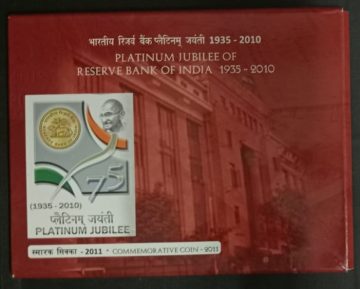 भारतीय रिज़र्व बैंक प्लैटिनम् जयंती 1935 - 2010
PLATINUM JUBILEE OF
RESERVE BANK OF INDIA 1935 - 2010
75
(1935 - 2010)
प्लैटिनम् जयंती
PLATINUM JUBILEE
स्मारक सिक्का - 2011 * COMMEMORATIVE COIN - 2011